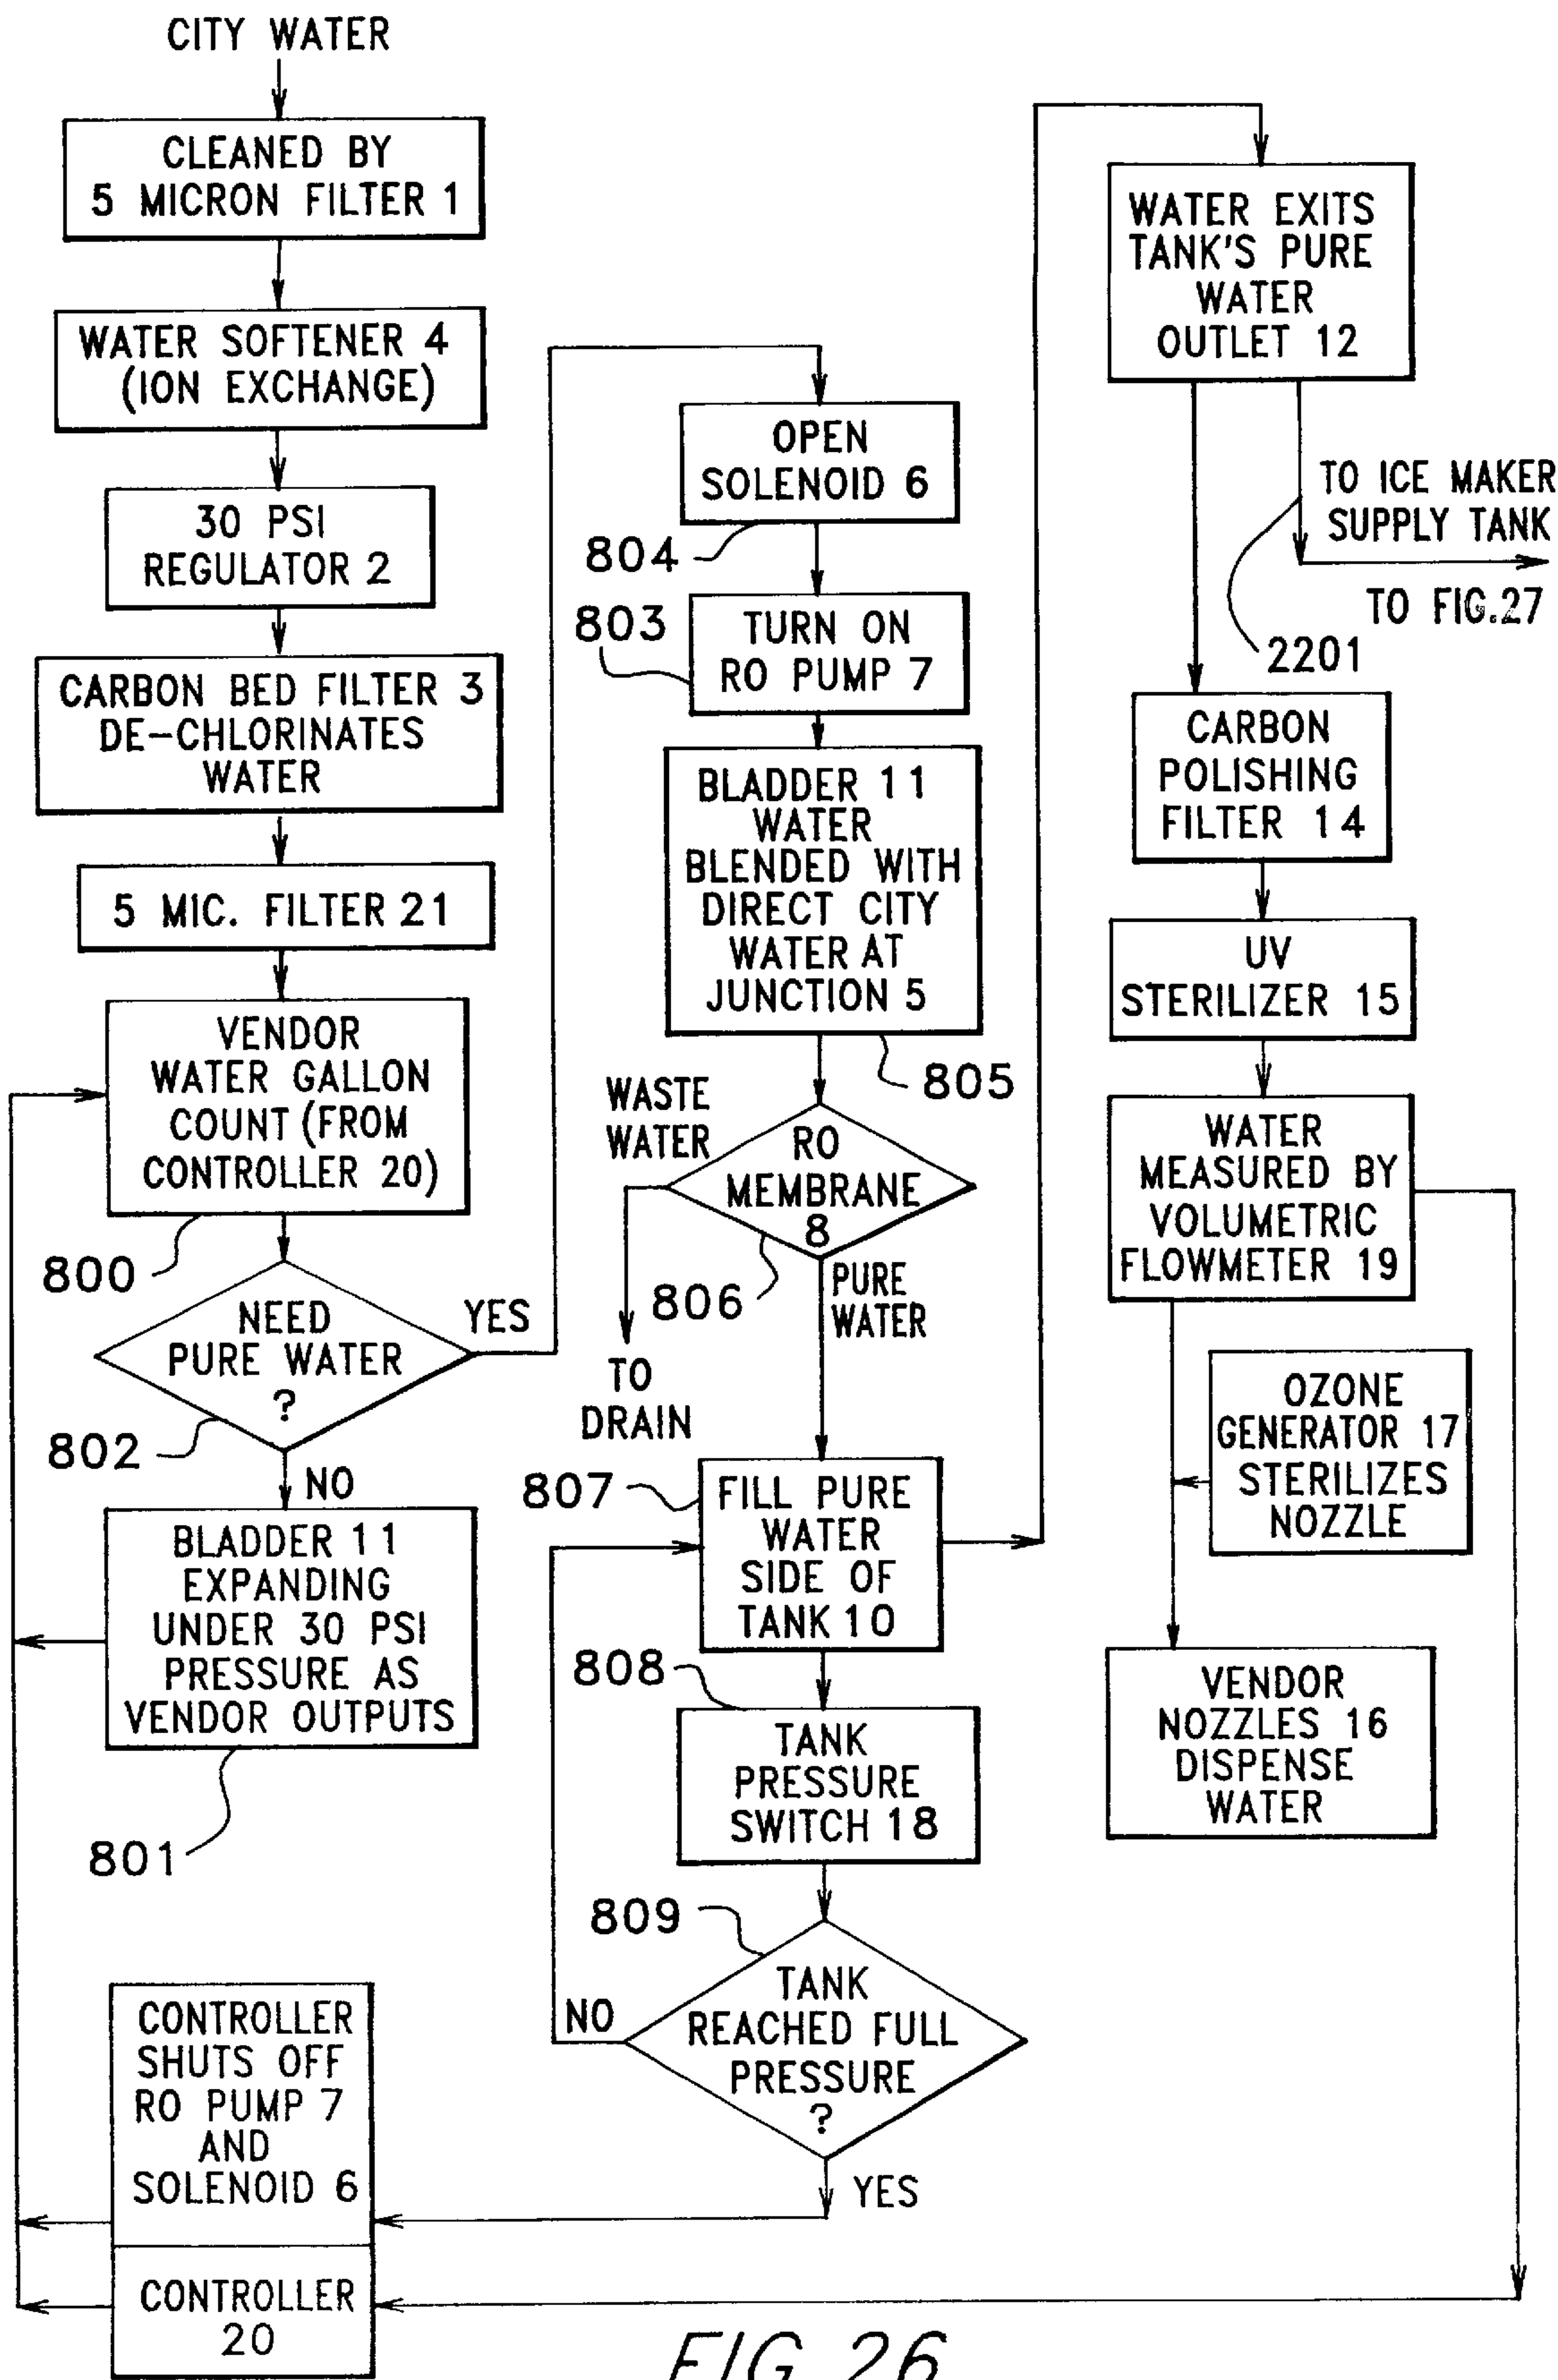 CITY WATER
CLEANED BY
5 MICRON FILTER 1
WATER SOFTENER 4
(ION EXCHANGE)
30 PSI
REGULATOR 2
CARBON BED FILTER 3
DE-CHLORINATES
WATER
5 MIC. FILTER 21
VENDOR
WATER GALLON
COUNT (FROM
CONTROLLER 20)
800
NEED
PURE WATER
?
YES
802
NO
BLADDER 11
EXPANDING
UNDER 30 PSI
PRESSURE AS
VENDOR OUTPUTS
801
CONTROLLER
SHUTS OFF
RO PUMP 7
AND
SOLENOID 6
CONTROLLER
20
OPEN
SOLENOID 6
804
803
TURN ON
RO PUMP 7
BLADDER 11
WATER
BLENDED WITH
DIRECT CITY
WATER AT
JUNCTION 5
805
WASTE
WATER
RO
MEMBRANE
8
806
PURE
WATER
TO
DRAIN
807
FILL PURE
WATER
SIDE OF
TANK 10
808
TANK
PRESSURE
SWITCH 18
809
TANK
REACHED FULL
PRESSURE
?
NO
YES
WATER EXITS
TANK'S PURE
WATER
OUTLET 12
TO ICE MAKER
SUPPLY TANK
TO FIG.27
2201
CARBON
POLISHING
FILTER 14
UV
STERILIZER 15
WATER
MEASURED BY
VOLUMETRIC
FLOWMETER 19
OZONE
GENERATOR 17
STERILIZES
NOZZLE
VENDOR
NOZZLES 16
DISPENSE
WATER
FIG. 26